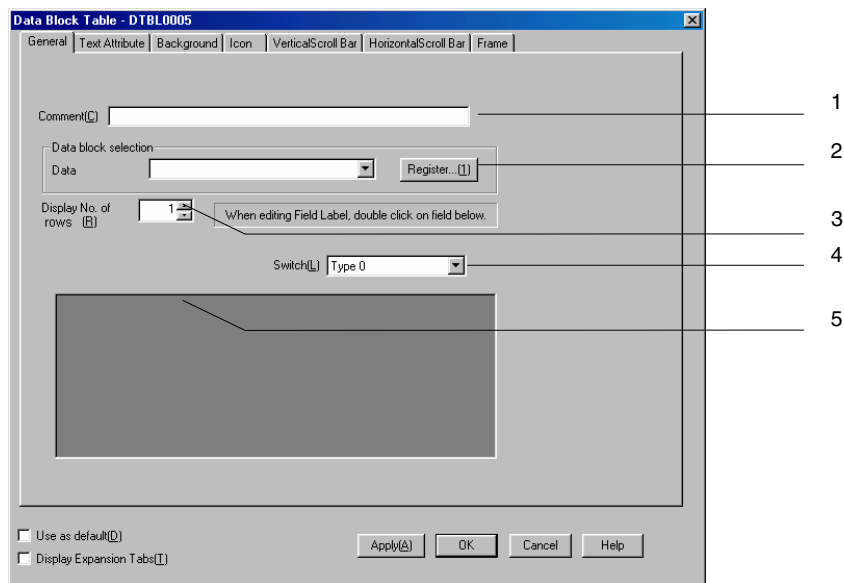 Data Block Table - DTBL0005
General Text Attribute Background Icon VerticalScroll Bar HorizontalScroll Bar Frame
Comment(C) 1
Data block selection 2
Data Register...(1)
Display No. of rows (R) 1 When editing Field Label, double click on field below. 3
Switch(L) Type 0 4
5
Use as default(D)
Display Expansion Tabs(T)
Apply(A) OK Cancel Help